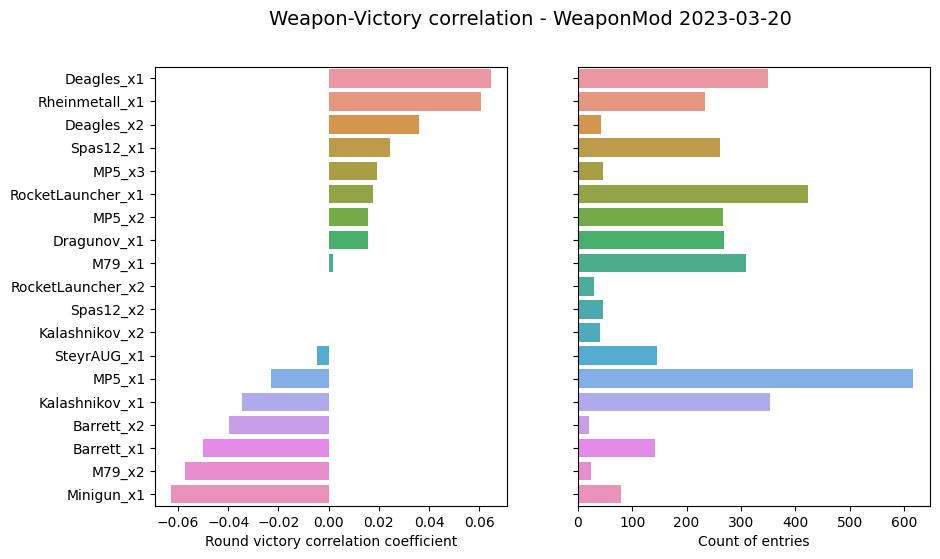 Weapon-Victory correlation - WeaponMod 2023-03-20
Deagles_x1
Rheinmetall_x1
Deagles_x2
Spas12_x1
MP5_x3
RocketLauncher_x1
MP5_x2
Dragunov_x1
M79_x1
RocketLauncher_x2
Spas12_x2
Kalashnikov_x2
SteyrAUG_x1
MP5_x1
Kalashnikov_x1
Barrett_x2
Barrett_x1
M79_x2
Minigun_x1
−0.06 −0.04 −0.02 0.00 0.02 0.04 0.06
Round victory correlation coefficient
0 100 200 300 400 500 600
Count of entries